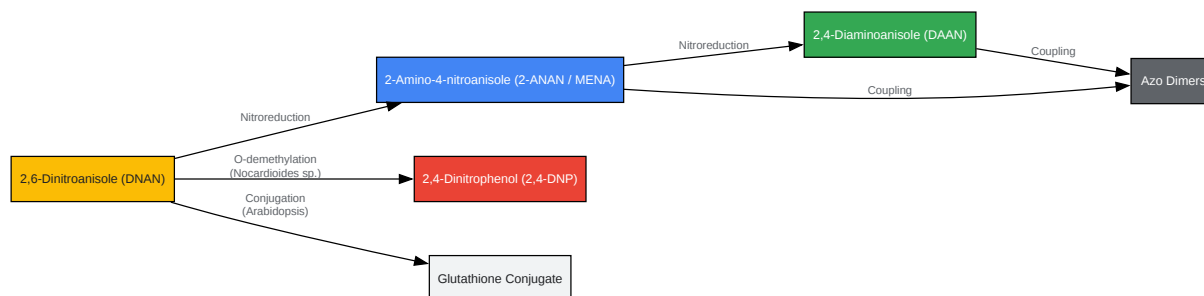 2,4-Diaminoanisole (DAAN)
Nitroreduction
Coupling
2-Amino-4-nitroanisole (2-ANAN / MENA)
Azo Dimers
Coupling
Nitroreduction
O-demethylation
(Nocardioides sp.)
2,6-Dinitroanisole (DNAN)
2,4-Dinitrophenol (2,4-DNP)
Conjugation
(Arabidopsis)
Glutathione Conjugate